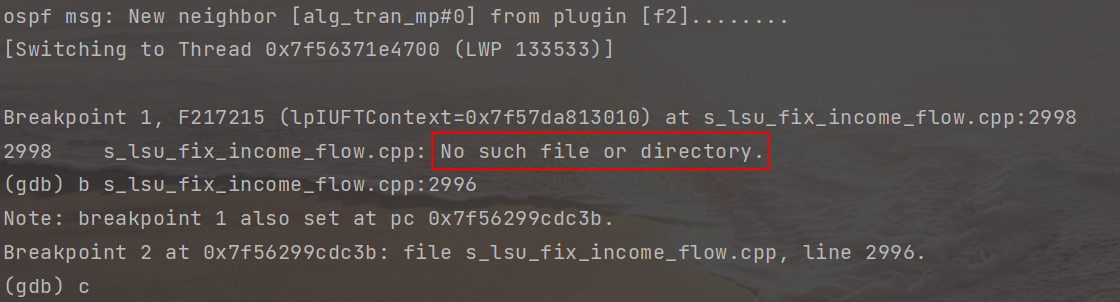 ospf msg: New neighbor [alg_tran_mp#0] from plugin [f2]........
[Switching to Thread 0x7f56371e4700 (LWP 133533)]
Breakpoint 1, F217215 (lpIUFTContext=0x7f57da813010) at s_lsu_fix_income_flow.cpp:2998
2998    s_lsu_fix_income_flow.cpp: No such file or directory.
(gdb) b s_lsu_fix_income_flow.cpp:2996
Note: breakpoint 1 also set at pc 0x7f56299cdc3b.
Breakpoint 2 at 0x7f56299cdc3b: file s_lsu_fix_income_flow.cpp, line 2996.
(gdb) c